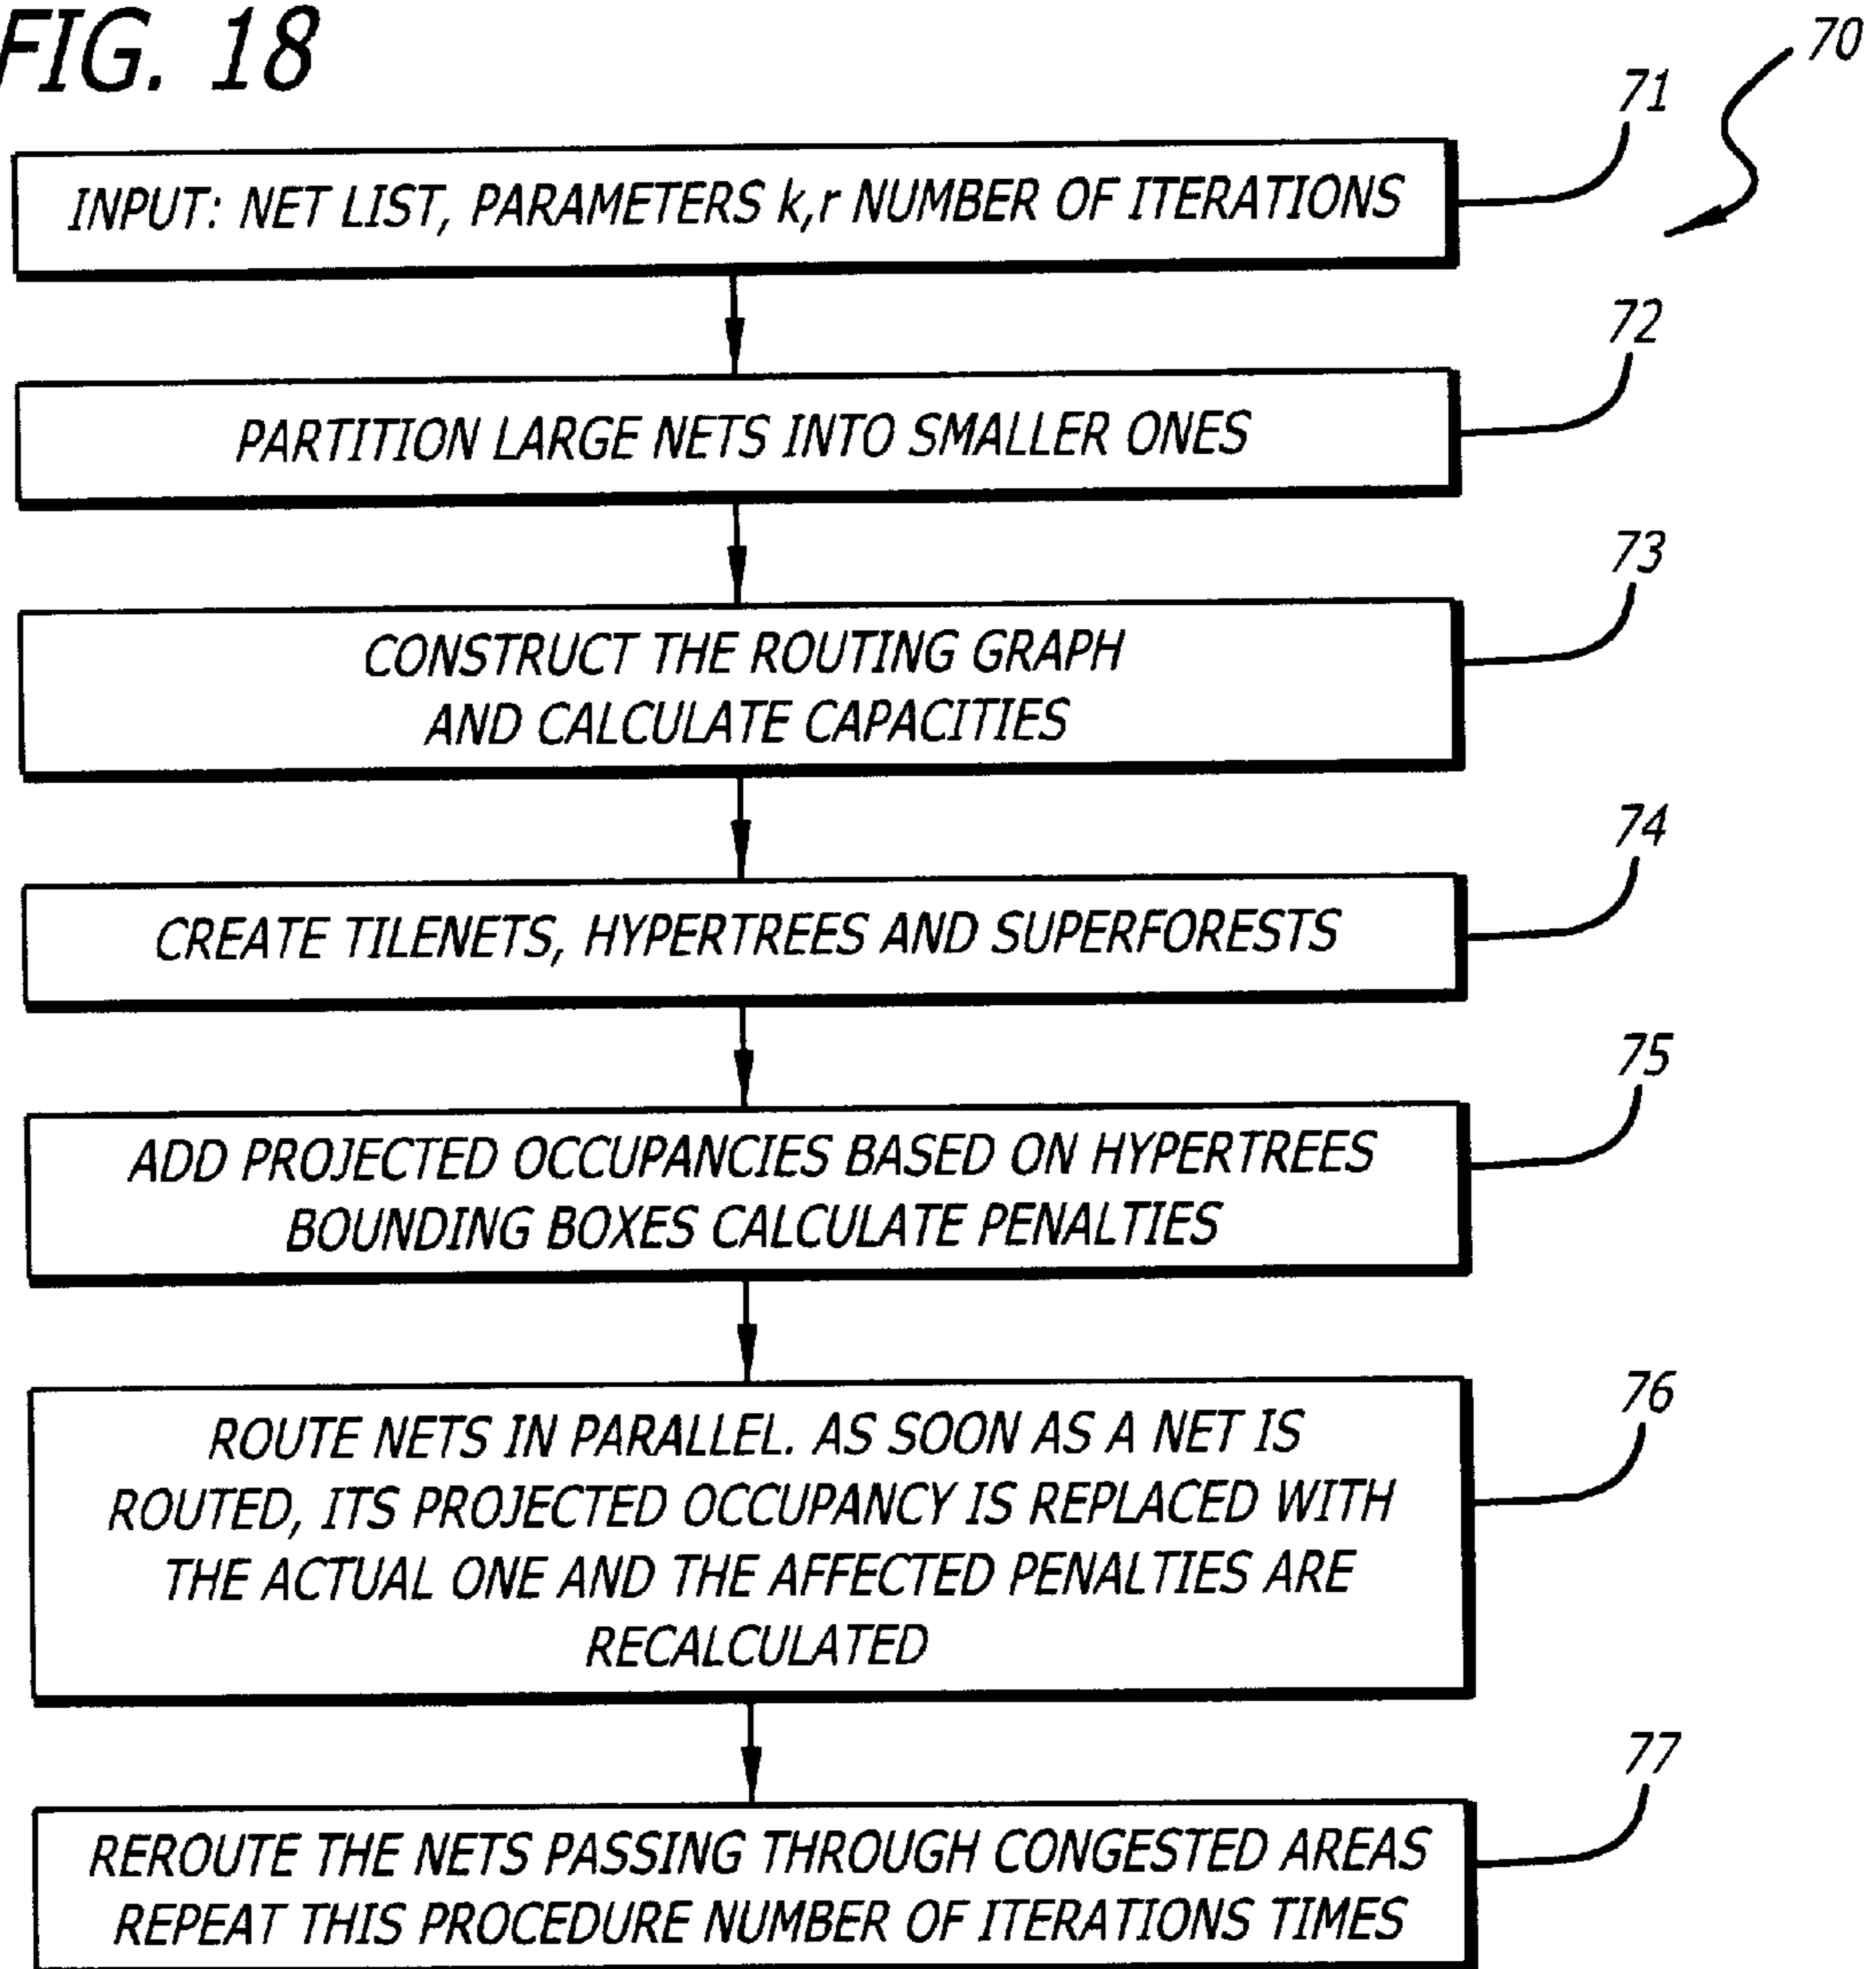 FIG. 18
70
71
INPUT: NET LIST, PARAMETERS k,r NUMBER OF ITERATIONS
72
PARTITION LARGE NETS INTO SMALLER ONES
73
CONSTRUCT THE ROUTING GRAPH
AND CALCULATE CAPACITIES
74
CREATE TILENETS, HYPERTREES AND SUPERFORESTS
75
ADD PROJECTED OCCUPANCIES BASED ON HYPERTREES
BOUNDING BOXES CALCULATE PENALTIES
76
ROUTE NETS IN PARALLEL. AS SOON AS A NET IS
ROUTED, ITS PROJECTED OCCUPANCY IS REPLACED WITH
THE ACTUAL ONE AND THE AFFECTED PENALTIES ARE
RECALCULATED
77
REROUTE THE NETS PASSING THROUGH CONGESTED AREAS
REPEAT THIS PROCEDURE NUMBER OF ITERATIONS TIMES